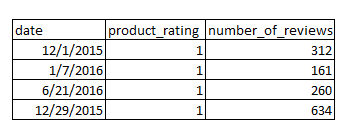 date product_rating number_of_reviews
12/1/2015 1 312
1/7/2016 1 161
6/21/2016 1 260
12/29/2015 1 634